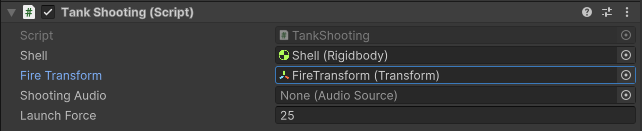 Tank Shooting (Script)
Script TankShooting
Shell Shell (Rigidbody)
Fire Transform FireTransform (Transform)
Shooting Audio None (Audio Source)
Launch Force 25